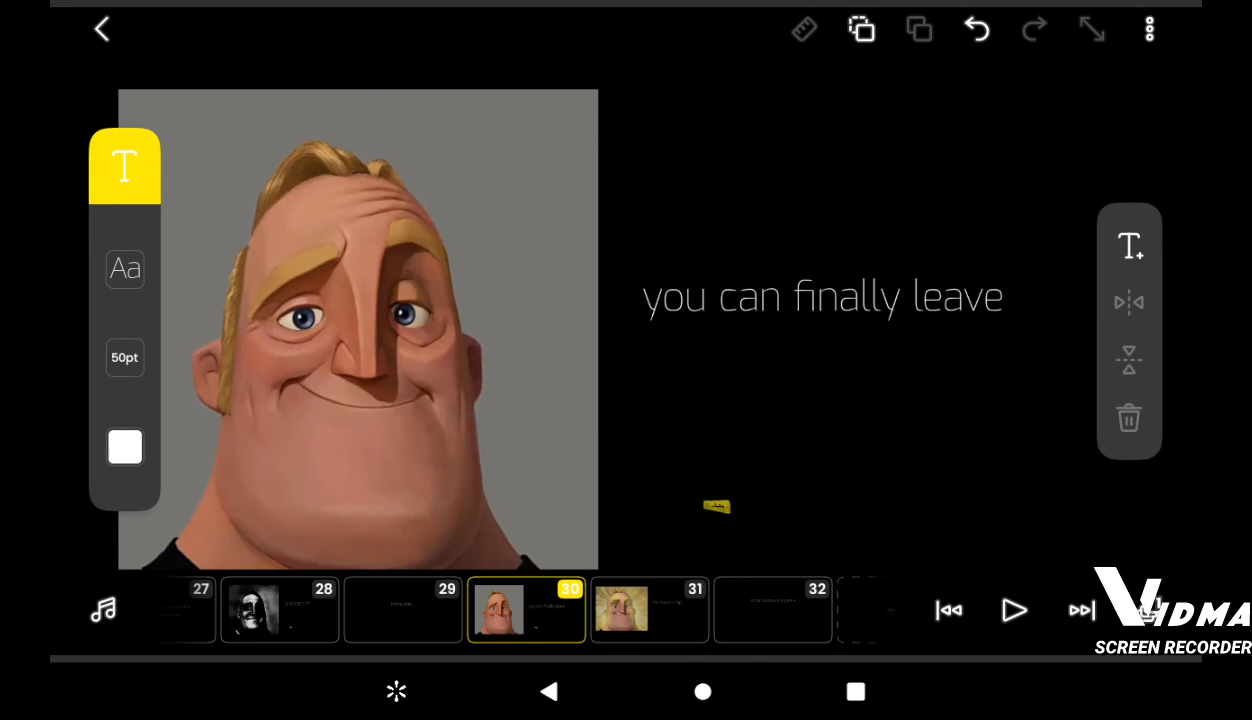 you can finally leave
T
Aa
50pt
T+
27
28
29
30
31
32
VIDMA
SCREEN RECORDER